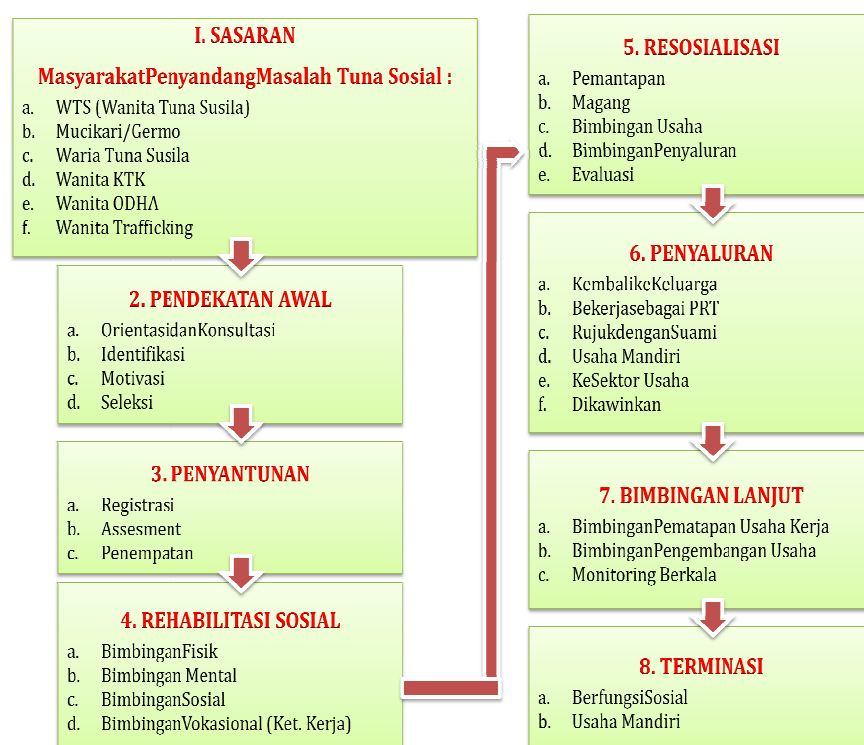 I. SASARAN
MasyarakatPenyandangMasalah Tuna Sosial :
a. WTS (Wanita Tuna Susila)
b. Mucikari/Germo
c. Waria Tuna Susila
d. Wanita KTK
e. Wanita ODHA
f. Wanita Trafficking
2. PENDEKATAN AWAL
a. OrientasidanKonsultasi
b. Identifikasi
c. Motivasi
d. Seleksi
3. PENYANTUNAN
a. Registrasi
b. Assesment
c. Penempatan
4. REHABILITASI SOSIAL
a. BimbinganFisik
b. Bimbingan Mental
c. BimbinganSosial
d. BimbinganVokasional (Ket. Kerja)
5. RESOSIALISASI
a. Pemantapan
b. Magang
c. Bimbingan Usaha
d. BimbinganPenyaluran
e. Evaluasi
6. PENYALURAN
a. KembalikeKeluarga
b. Bekerjasebagai PRT
c. RujukdenganSuami
d. Usaha Mandiri
e. KeSektor Usaha
f. Dikawinkan
7. BIMBINGAN LANJUT
a. BimbinganPematapan Usaha Kerja
b. BimbinganPengembangan Usaha
c. Monitoring Berkala
8. TERMINASI
a. BerfungsiSosial
b. Usaha Mandiri